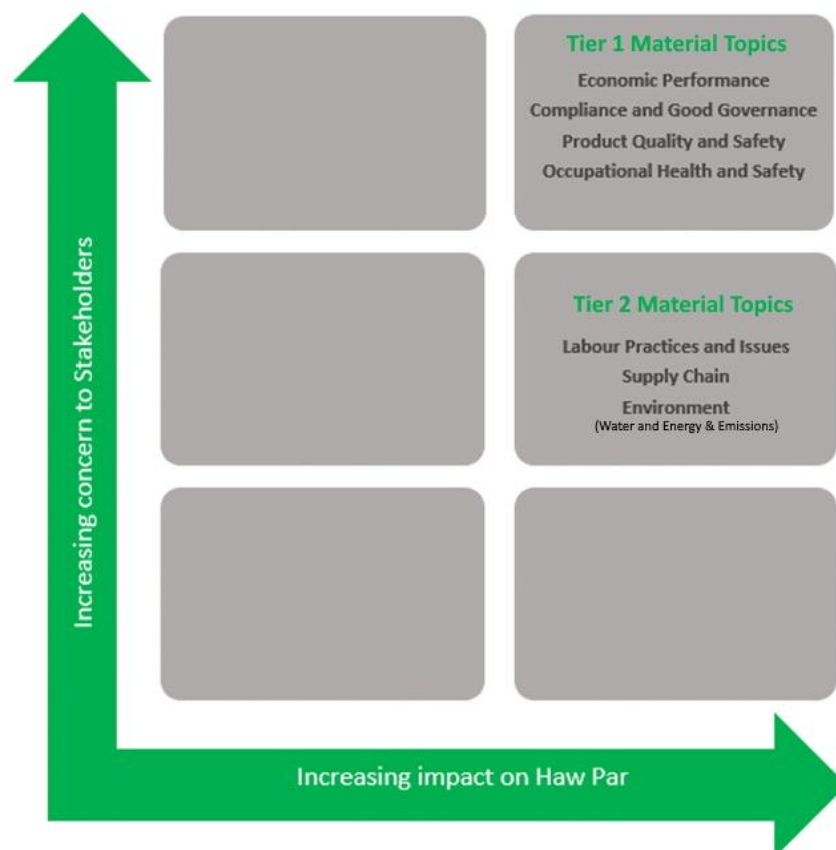 Tier 1 Material Topics
Economic Performance
Compliance and Good Governance
Product Quality and Safety
Occupational Health and Safety
Tier 2 Material Topics
Labour Practices and Issues
Supply Chain
Environment
(Water and Energy & Emissions)
Increasing concern to Stakeholders
Increasing impact on Haw Par